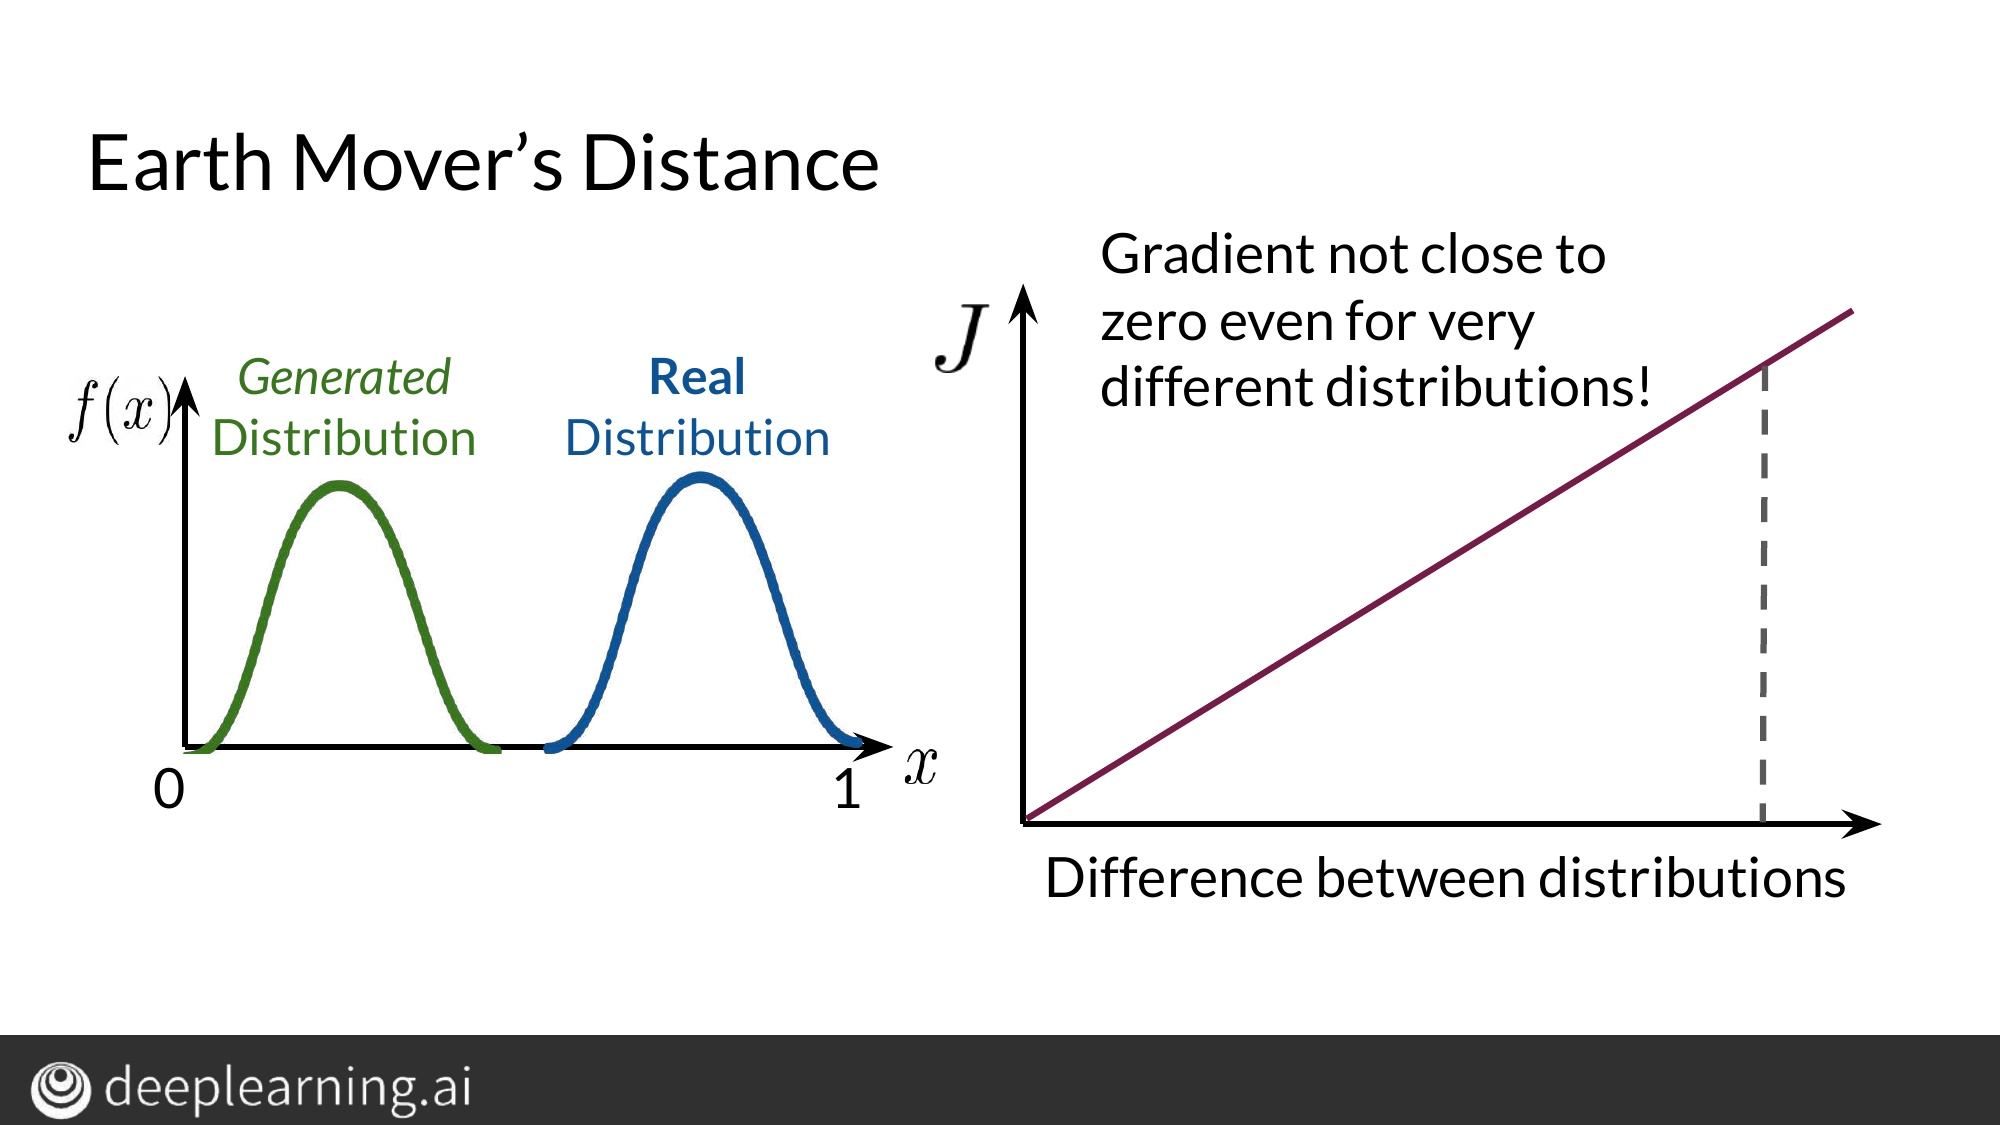 Earth Mover’s Distance
f(x)
Generated
Distribution
Real
Distribution
0
1
x
J
Gradient not close to
zero even for very
different distributions!
Difference between distributions
deeplearning.ai